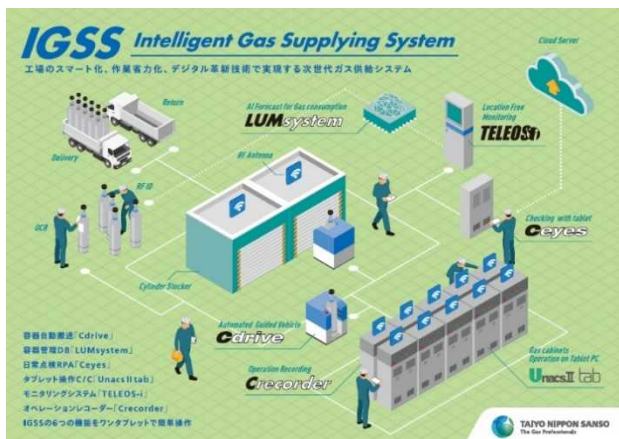 IGSS Intelligent Gas Supplying System
工場のスマート化、作業省力化、デジタル革新技術で実現する次世代ガス供給システム
Cloud Server
Return
AI Forecast for Gas consumption
LUMsystem
Location Free
Monitoring
TELEOS-i
Delivery
RF Antenna
RF ID
OCR
Checking with tablet
Ceyes
Cylinder Stocker
Automated Guided Vehicle
Cdrive
Operation Recording
Crecorder
Gas cabinets
Operation on Tablet PC
UnacsII tab
容器自動搬送「Cdrive」
容器管理DB「LUMsystem」
日常点検RPA「Ceyes」
タブレット操作C/C「UnacsII tab」
モニタリングシステム「TELEOS-i」
オペレーションレコーダー「Crecorder」
IGSSの6つの機能をワンタブレットで簡単操作
TAIYO NIPPON SANSO
The Gas Professionals